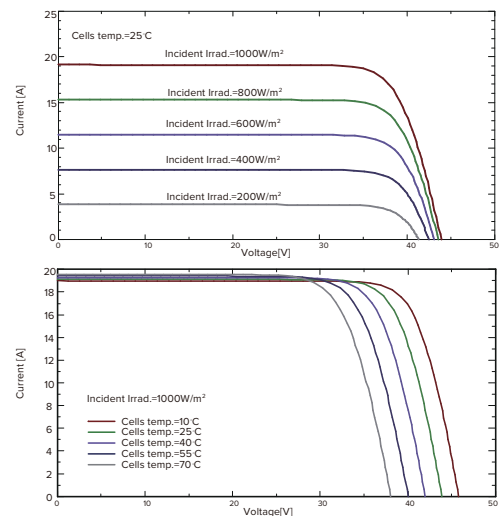 25
Cells temp.=25°C
Incident Irrad.=1000W/m²
20
Incident Irrad.=800W/m²
15
Current [A]
Incident Irrad.=600W/m²
10
Incident Irrad.=400W/m²
5
Incident Irrad.=200W/m²
0
0 10 20 30 40 50
Voltage[V]
20
18
16
14
12
Current [A]
10
8
Incident Irrad.=1000W/m²
Cells temp.=10°C
6
Cells temp.=25°C
Cells temp.=40°C
4
Cells temp.=55°C
Cells temp.=70°C
2
0
0 10 20 30 40 50
Voltage[V]